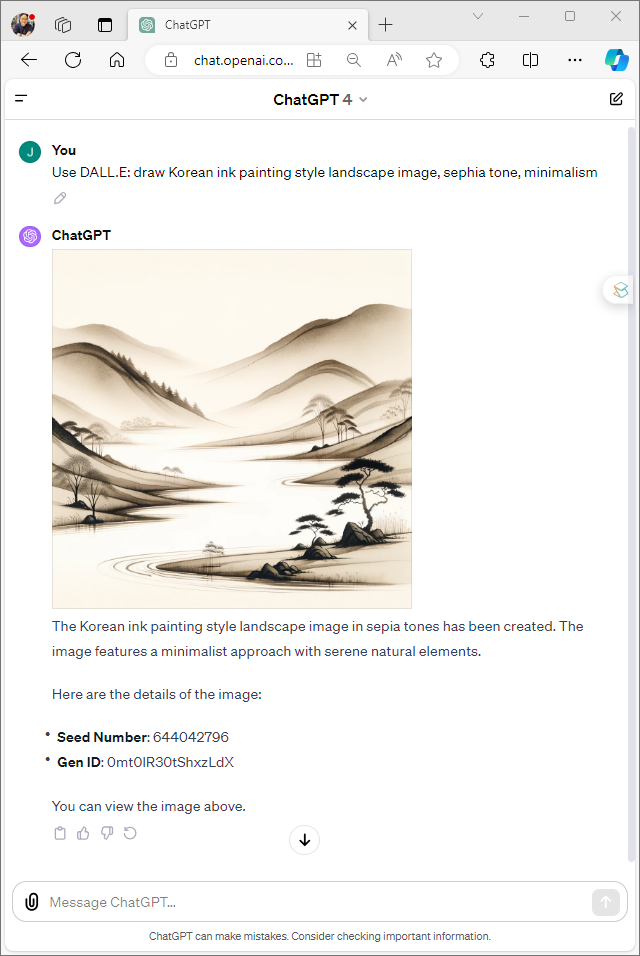 ChatGPT
chat.openai.co...
ChatGPT 4
J
You
Use DALL.E: draw Korean ink painting style landscape image, sephia tone, minimalism
ChatGPT
The Korean ink painting style landscape image in sepia tones has been created. The
image features a minimalist approach with serene natural elements.
Here are the details of the image:
• Seed Number: 644042796
• Gen ID: 0mt0lR30tShxzLdX
You can view the image above.
Message ChatGPT...
ChatGPT can make mistakes. Consider checking important information.